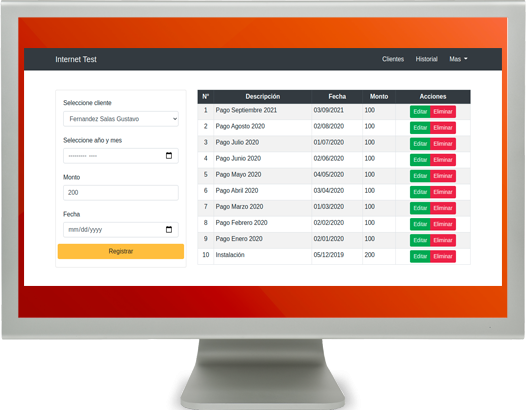 Internet Test
Clientes Historial Mas
Seleccione cliente
Fernandez Salas Gustavo
Seleccione año y mes
--------- ----
Monto
200
Fecha
mm/dd/yyyy
Registrar
N° Descripción Fecha Monto Acciones
1 Pago Septiembre 2021 03/09/2021 100 Editar Eliminar
2 Pago Agosto 2020 02/08/2020 100 Editar Eliminar
3 Pago Julio 2020 01/07/2020 100 Editar Eliminar
4 Pago Junio 2020 02/06/2020 100 Editar Eliminar
5 Pago Mayo 2020 04/05/2020 100 Editar Eliminar
6 Pago Abril 2020 03/04/2020 100 Editar Eliminar
7 Pago Marzo 2020 01/03/2020 100 Editar Eliminar
8 Pago Febrero 2020 02/02/2020 100 Editar Eliminar
9 Pago Enero 2020 02/01/2020 100 Editar Eliminar
10 Instalación 05/12/2019 200 Editar Eliminar